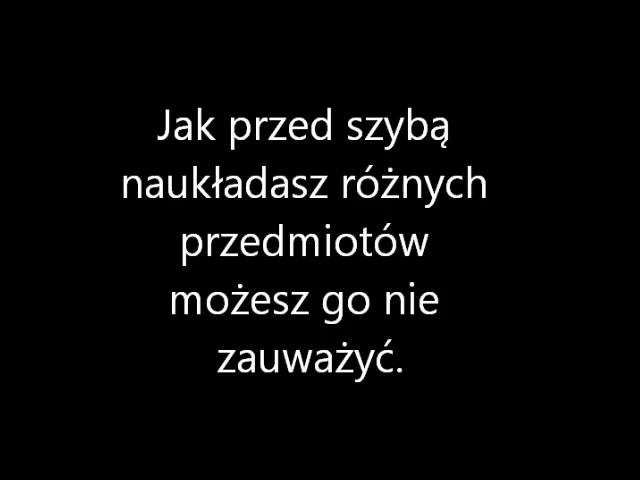 Jak przed szybą
naukładasz różnych
przedmiotów
możesz go nie
zauważyć.